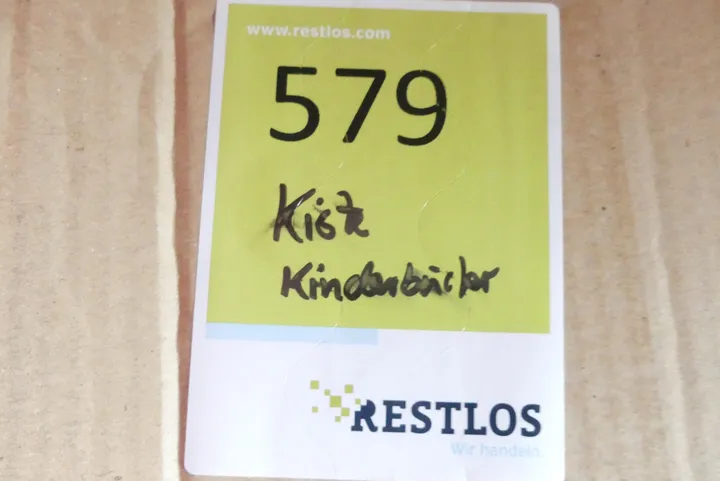 www.restlos.com
579
Kiste
Kinderbücher
RESTLOS
Wir handeln.